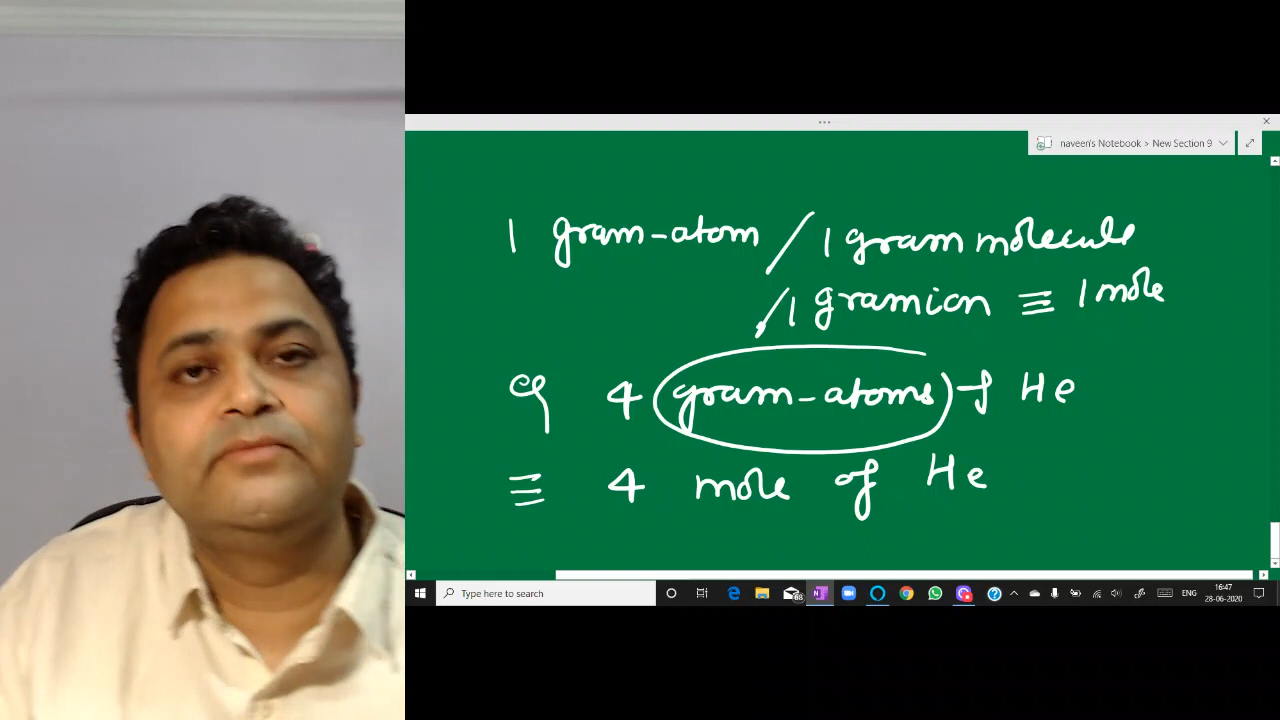 naveen's Notebook > New Section 9
1 gram-atom / 1 gram molecule
/ 1 gramion ≡ 1 mole
Q 4 gram-atoms of He
≡ 4 mole of He
Type here to search
68
ENG
16:47
28-06-2020